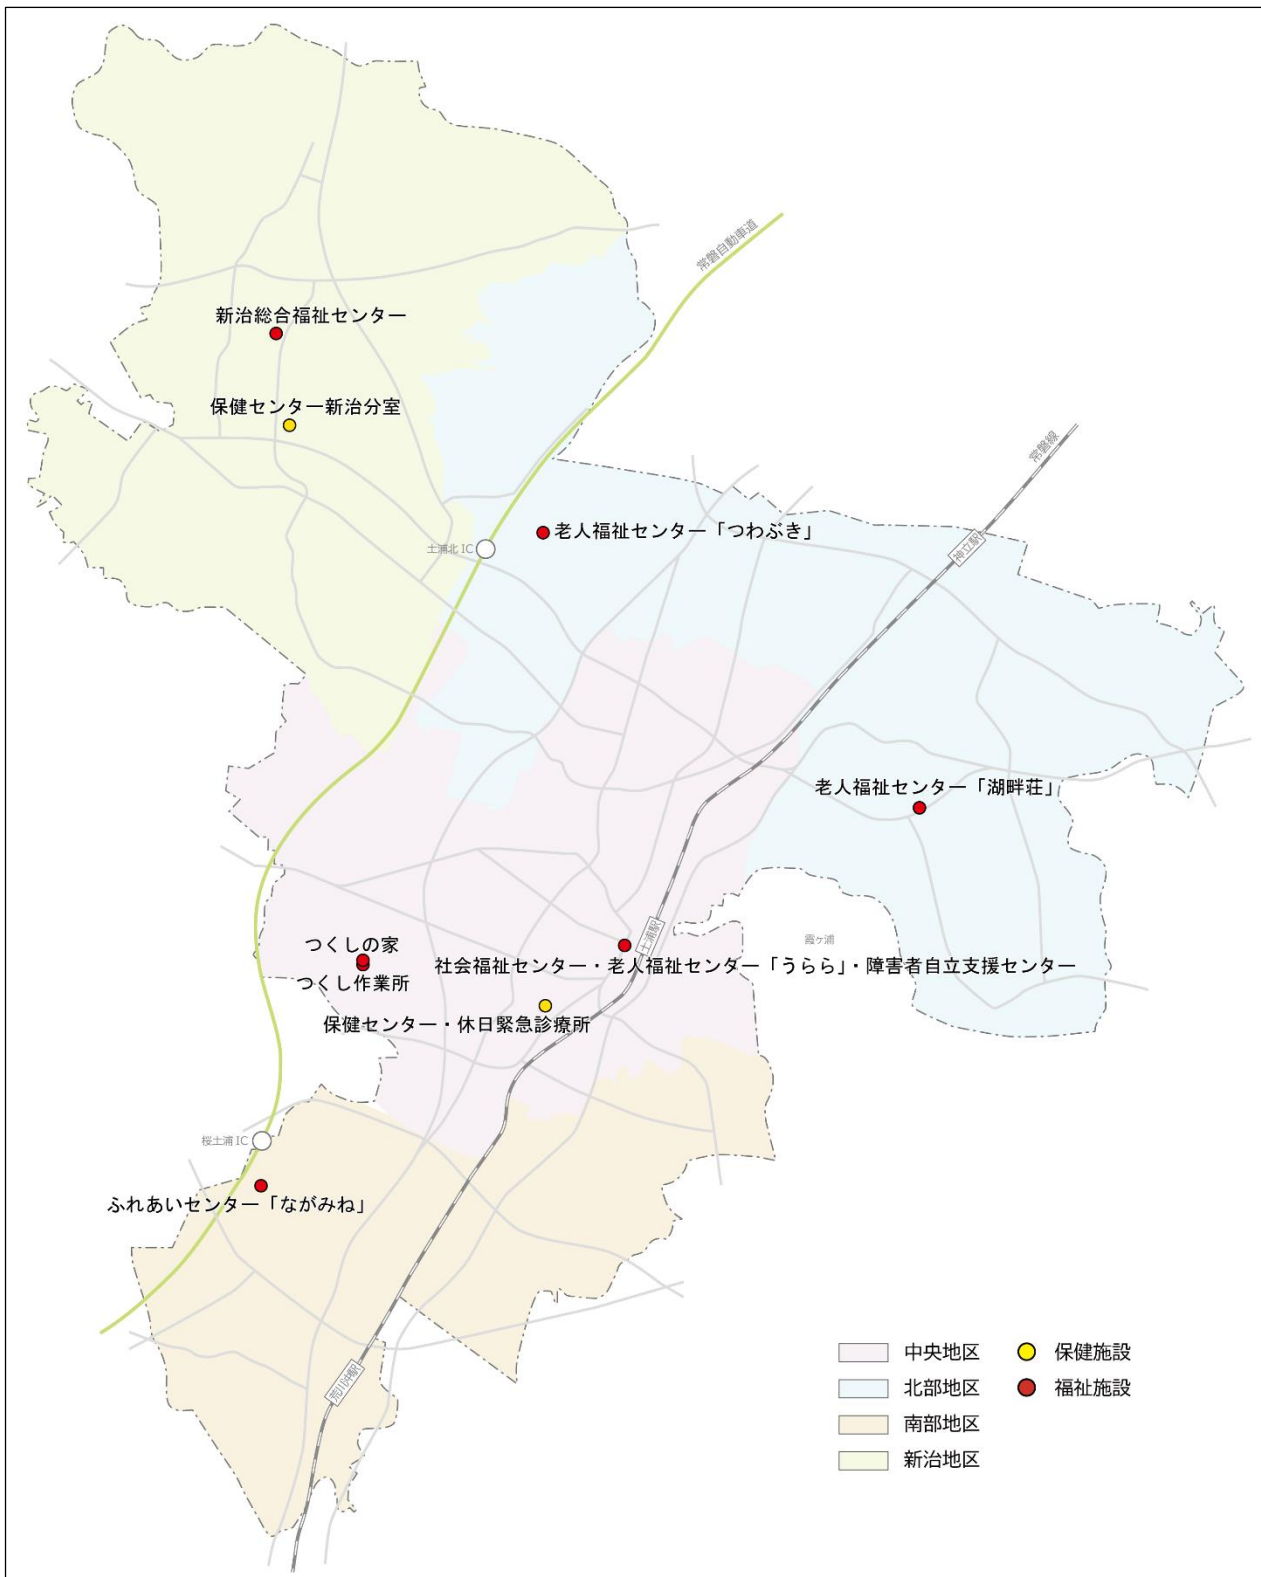 常磐自動車道
新治総合福祉センター
保健センター新治分室
常磐線
老人福祉センター「つわぶき」
土浦北 IC
神立駅
老人福祉センター「湖畔荘」
つくしの家
つくし作業所
土浦駅
霞ヶ浦
社会福祉センター・老人福祉センター「うらら」・障害者自立支援センター
保健センター・休日緊急診療所
桜土浦 IC
ふれあいセンター「ながみね」
荒川沖駅
中央地区
保健施設
北部地区
福祉施設
南部地区
新治地区